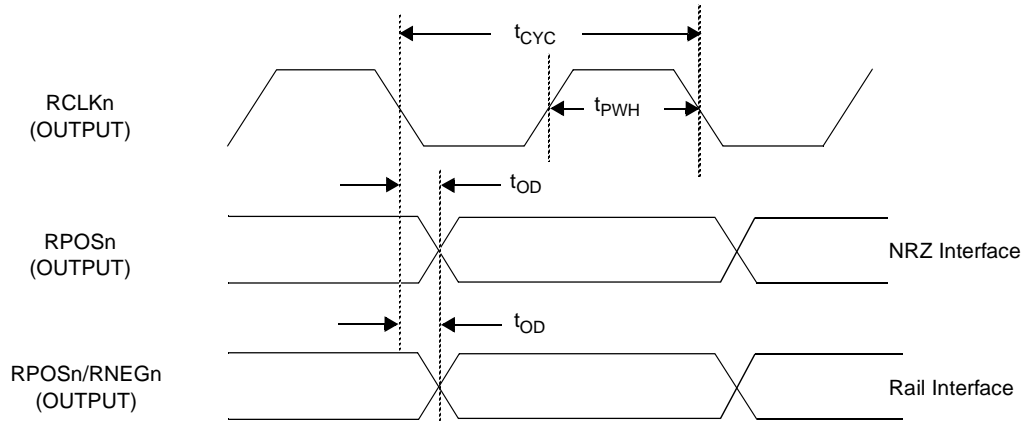 tCYC
RCLKn
(OUTPUT)
tPWH
tOD
RPOSn
(OUTPUT)
NRZ Interface
tOD
RPOSn/RNEGn
(OUTPUT)
Rail Interface